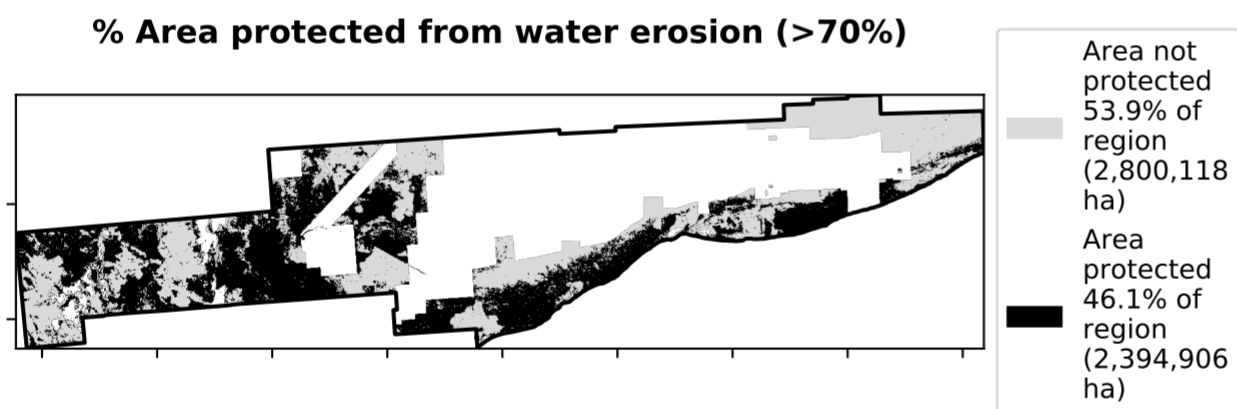 % Area protected from water erosion (>70%)
Area not
protected
53.9% of
region
(2,800,118
ha)
Area
protected
46.1% of
region
(2,394,906
ha)